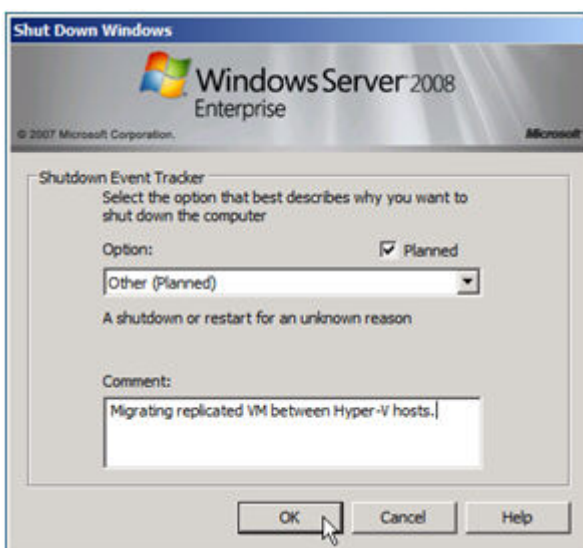 Shut Down Windows
Windows Server 2008
Enterprise
© 2007 Microsoft Corporation.
Microsoft
Shutdown Event Tracker
Select the option that best describes why you want to
shut down the computer
Option:
Planned
Other (Planned)
A shutdown or restart for an unknown reason
Comment:
Migrating replicated VM between Hyper-V hosts.
OK
Cancel
Help